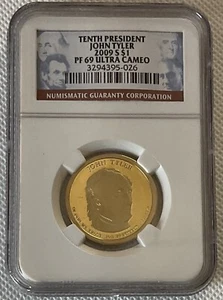 TENTH PRESIDENT
JOHN TYLER
2009 S $1
PF 69 ULTRA CAMEO
3294395-026
NUMISMATIC GUARANTY CORPORATION
JOHN TYLER